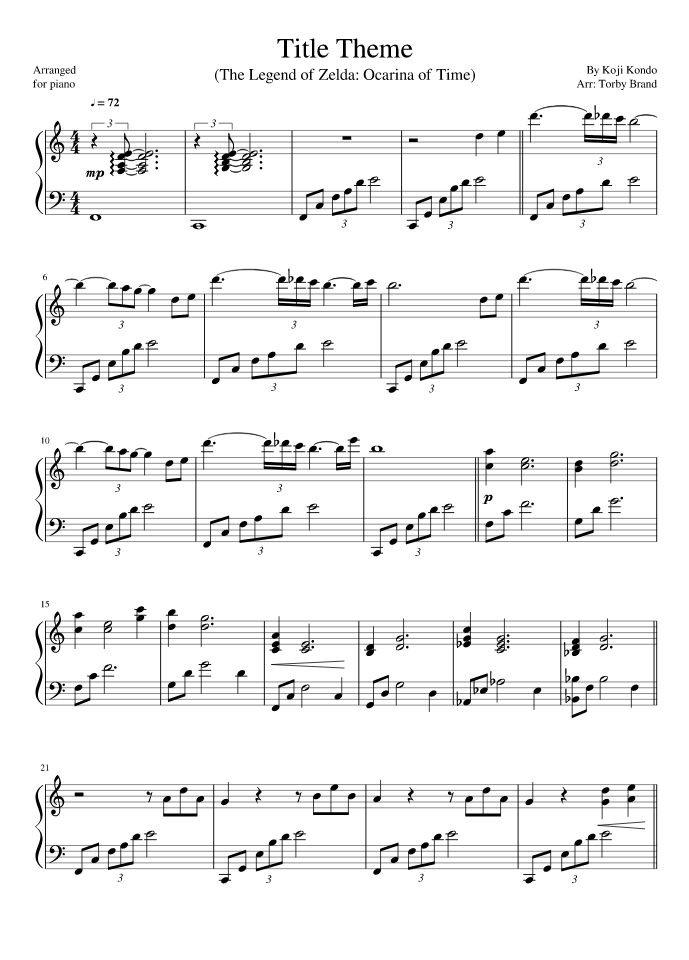 Title Theme
(The Legend of Zelda: Ocarina of Time)
Arranged
for piano
By Koji Kondo
Arr: Torby Brand
♩ = 72
3 3
mp
3 3 3 3
6
3 3 3 3 3 3
10
3 3
p
3 3 3
15
21
3 3 3 3